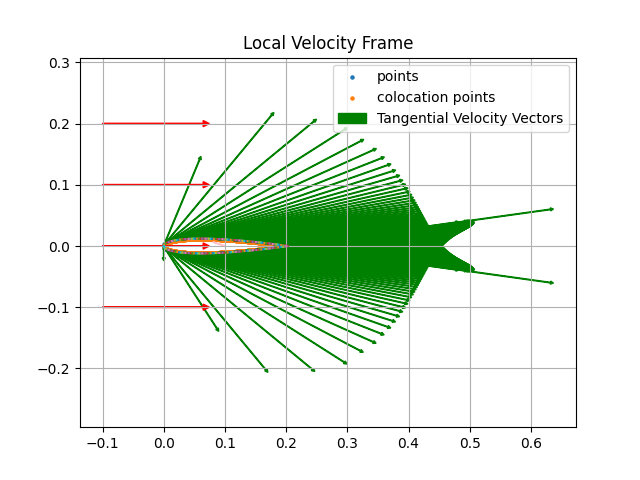 Local Velocity Frame
points
colocation points
Tangential Velocity Vectors
0.3
0.2
0.1
0.0
−0.1
−0.2
−0.1 0.0 0.1 0.2 0.3 0.4 0.5 0.6